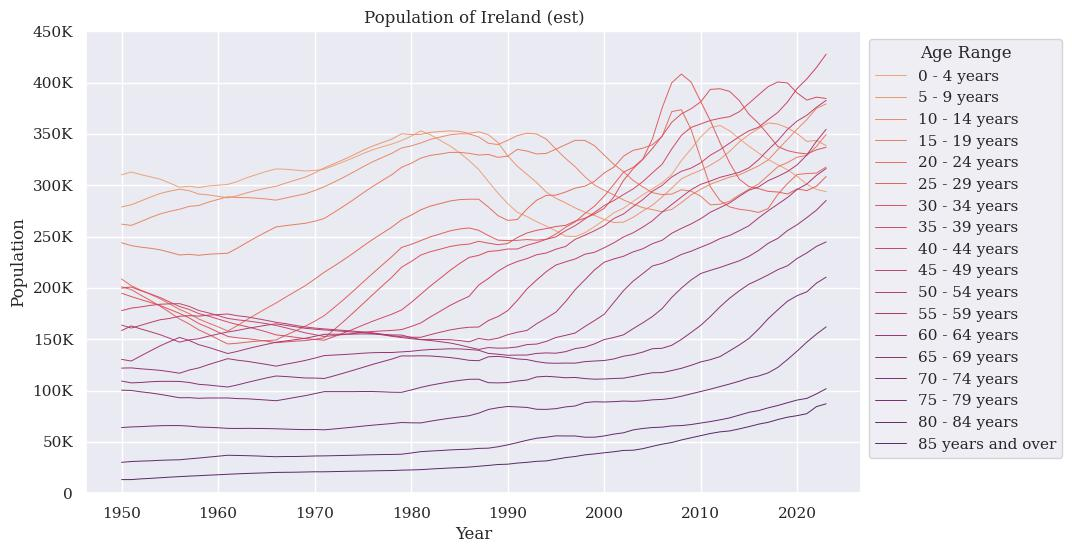 Population of Ireland (est)
450K
400K
350K
300K
250K
200K
150K
100K
50K
0
Population
1950
1960
1970
1980
1990
2000
2010
2020
Year
Age Range
0 - 4 years
5 - 9 years
10 - 14 years
15 - 19 years
20 - 24 years
25 - 29 years
30 - 34 years
35 - 39 years
40 - 44 years
45 - 49 years
50 - 54 years
55 - 59 years
60 - 64 years
65 - 69 years
70 - 74 years
75 - 79 years
80 - 84 years
85 years and over